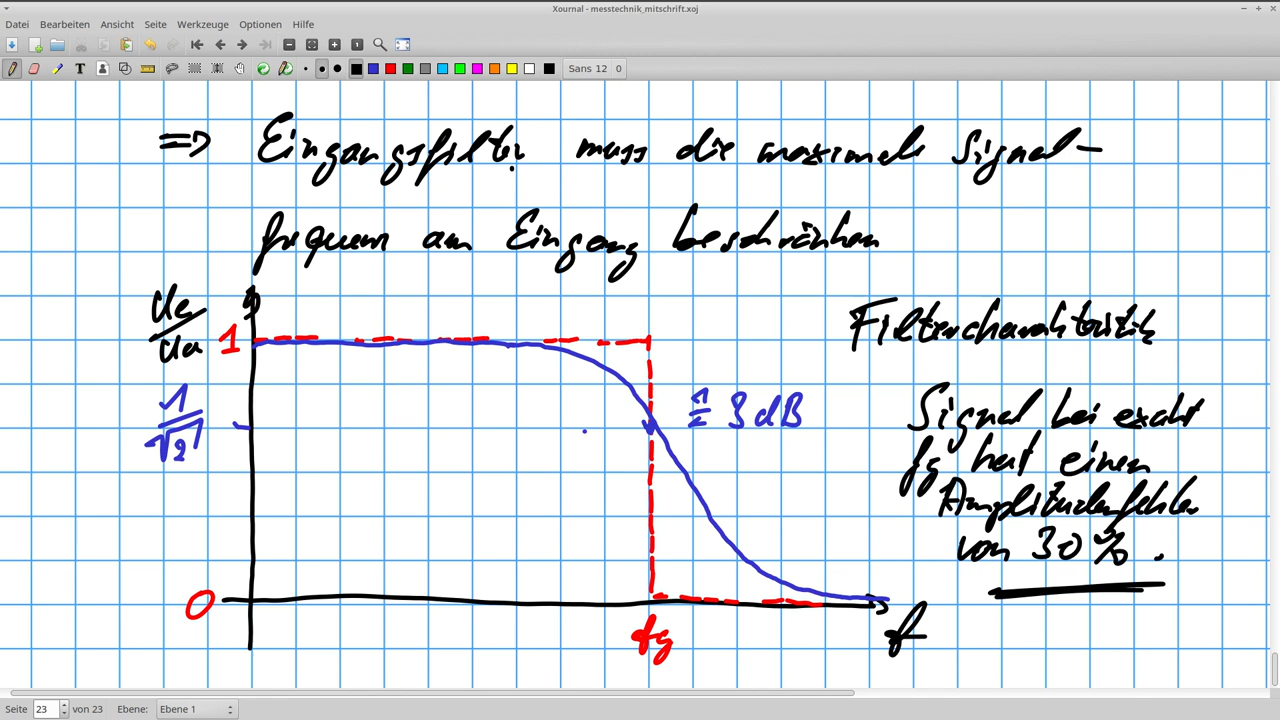 Xournal - messtechnik_mitschrift.xoj
Datei Bearbeiten Ansicht Seite Werkzeuge Optionen Hilfe
Sans 12 0
=> Eingangsfilter muss die maximale Signal-
frequenz am Eingang beschränken
ue/ua
1
1/√2
0
≙ 3 dB
fg
f
Filtercharakteristik
Signal bei exakt
fg hat einen
Amplitudenfehler
von 30 %.
Seite 23 von 23 Ebene: Ebene 1